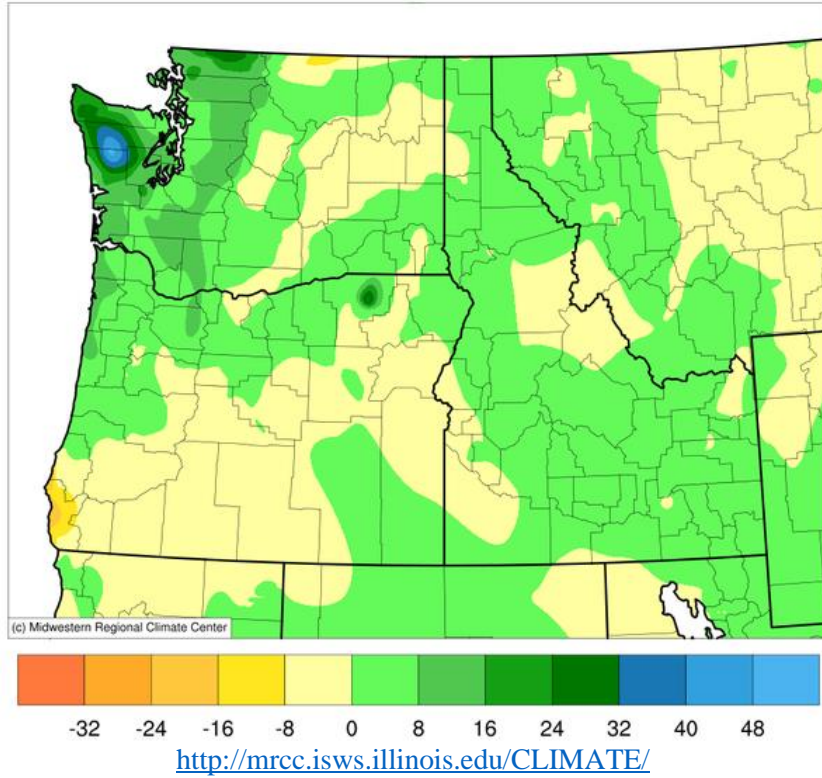 (c) Midwestern Regional Climate Center
-32 -24 -16 -8 0 8 16 24 32 40 48
http://mrcc.isws.illinois.edu/CLIMATE/